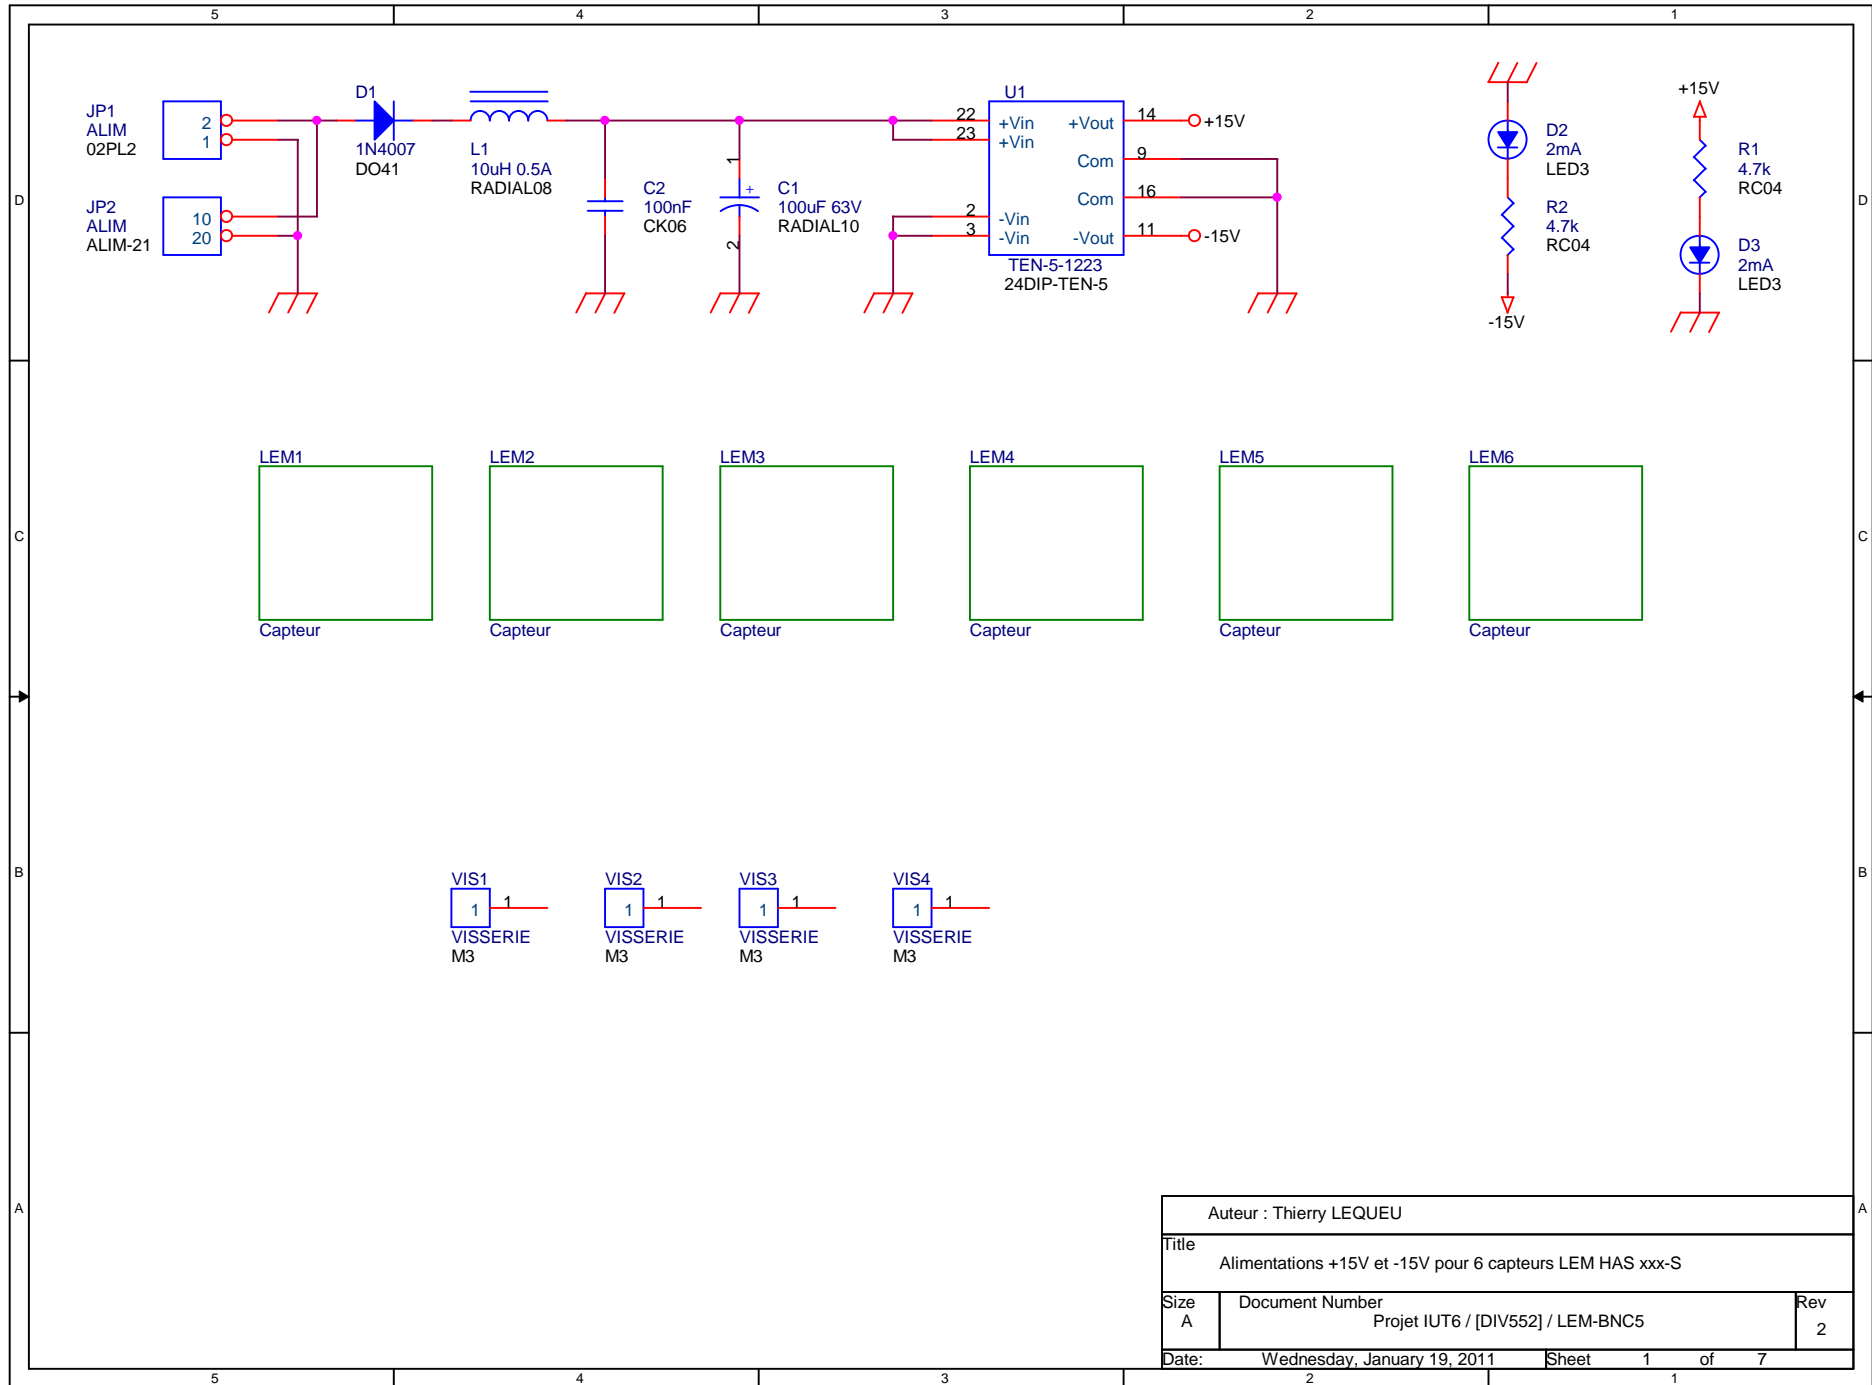 5 4 3 2 1
D
JP1
ALIM
02PL2
2
1
JP2
ALIM
ALIM-21
10
20
D1
1N4007
DO41
L1
10uH 0.5A
RADIAL08
C2
100nF
CK06
1
+
2
C1
100uF 63V
RADIAL10
U1
22 +Vin
23 +Vin
2 -Vin
3 -Vin
+Vout 14 +15V
Com 9
Com 16
-Vout 11 -15V
TEN-5-1223
24DIP-TEN-5
D2
2mA
LED3
R2
4.7k
RC04
-15V
+15V
R1
4.7k
RC04
D3
2mA
LED3
D
C
LEM1 LEM2 LEM3 LEM4 LEM5 LEM6
Capteur Capteur Capteur Capteur Capteur Capteur
C
B
VIS1 VIS2 VIS3 VIS4
1 1 1 1 1 1 1 1
VISSERIE VISSERIE VISSERIE VISSERIE
M3 M3 M3 M3
B
A
A
Auteur : Thierry LEQUEU
Title
Alimentations +15V et -15V pour 6 capteurs LEM HAS xxx-S
Size
A
Document Number
Projet IUT6 / [DIV552] / LEM-BNC5
Rev
2
Date: Wednesday, January 19, 2011 Sheet 1 of 7
5 4 3 2 1